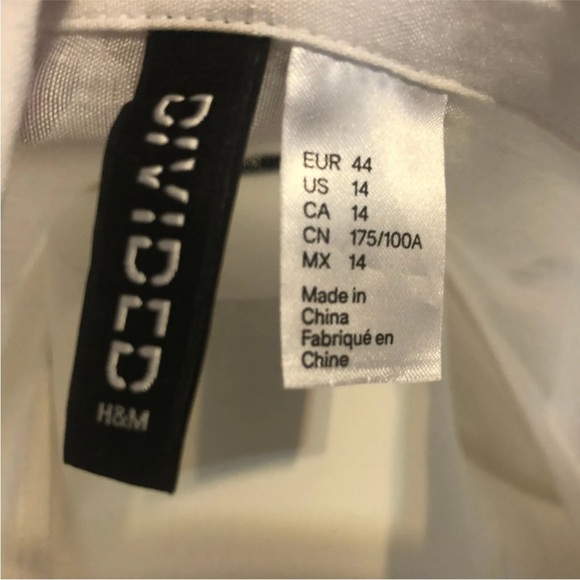 DIVIDED
H&M
EUR 44
US 14
CA 14
CN 175/100A
MX 14
Made in
China
Fabriqué en
Chine